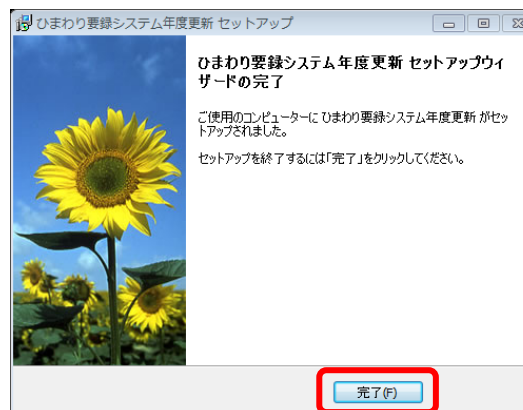 ひまわり要録システム年度更新 セットアップ
ひまわり要録システム年度更新 セットアップウィ
ザードの完了
ご使用のコンピューターに ひまわり要録システム年度更新 がセッ
トアップされました。
セットアップを終了するには「完了」をクリックしてください。
完了(F)